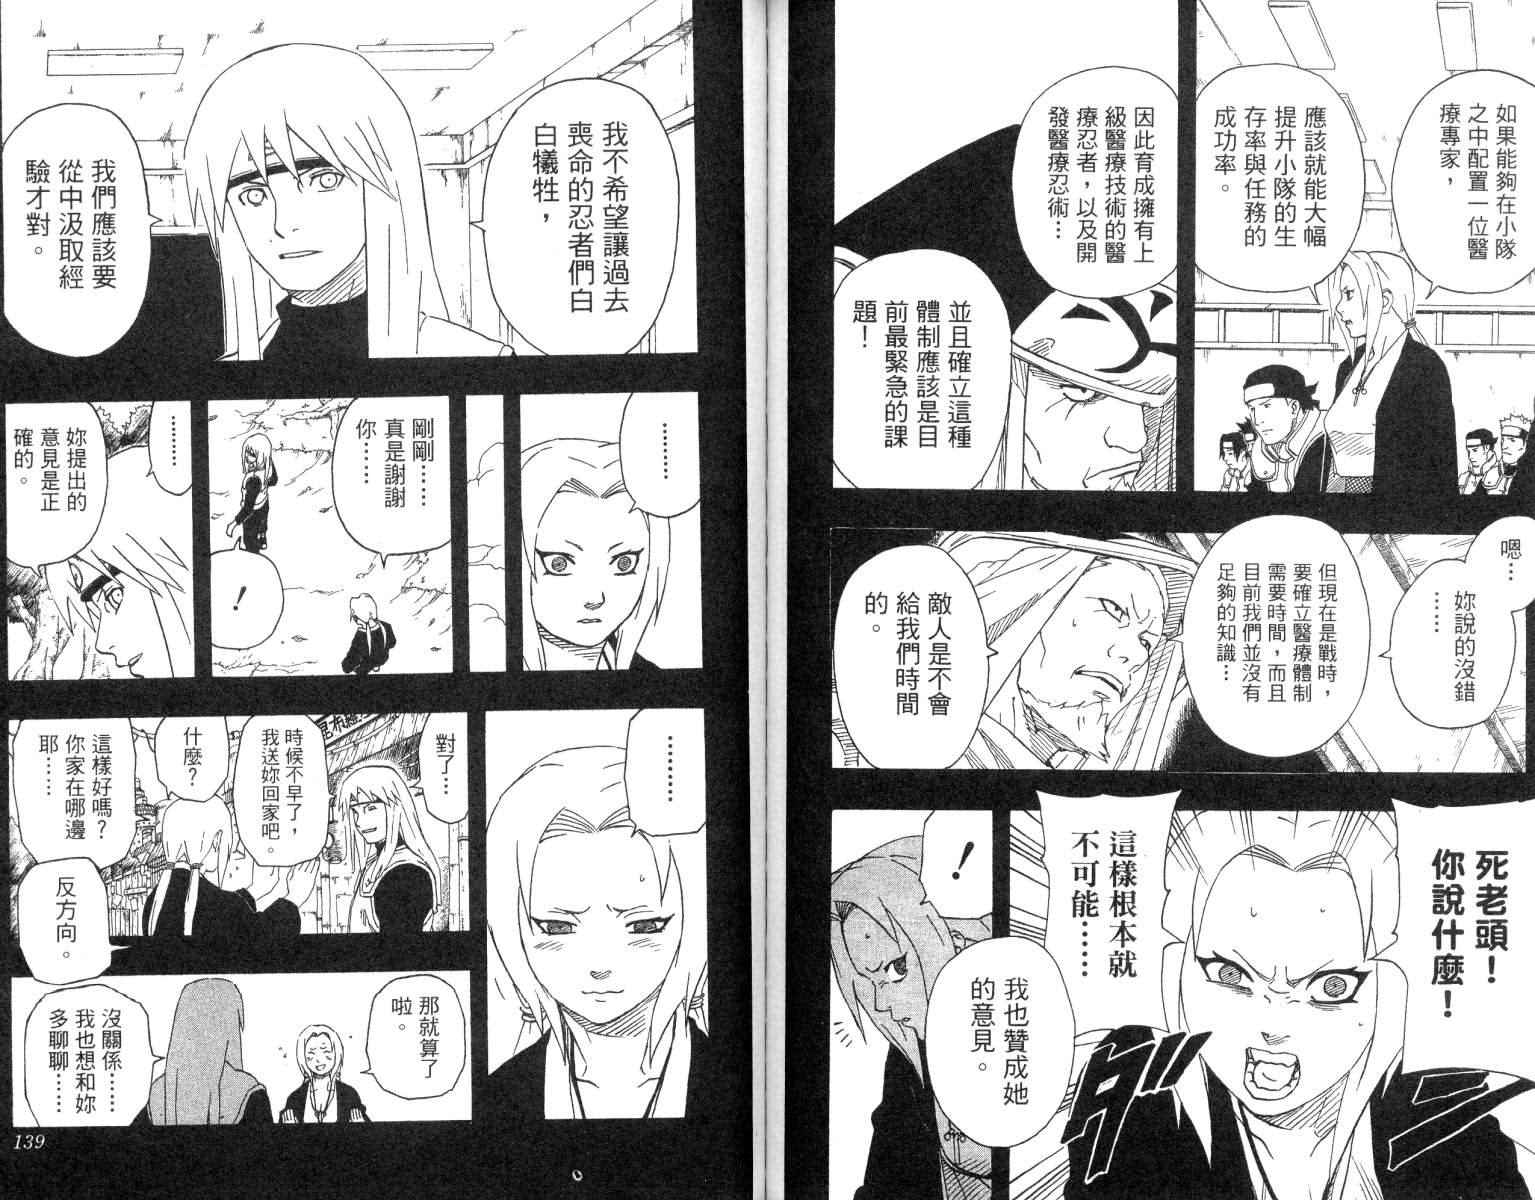 如果能夠在小隊
之中配置一位醫
療專家，
應該就能大幅
提升小隊的生
存率與任務的
成功率。
因此育成擁有上
級醫療技術的醫
療忍者，以及開
發醫療忍術…
並且確立這種
體制應該是目
前最緊急的課
題！
嗯…
妳說的沒錯
……
但現在是戰時，
要確立醫療體制
需要時間，而且
目前我們並沒有
足夠的知識…
敵人是不會
給我們時間
的。
死老頭！
你說什麼！
這樣根本就
不可能……
ダン
！
我也贊成她
的意見。
我不希望讓過去
喪命的忍者們白
白犧牲，
我們應該要
從中汲取經
驗才對。
………
剛剛……
真是謝謝
你……
！
………
妳提出的
意見是正
確的。
………
對了…
時候不早了，
我送妳回家吧。
什麼？
這樣好嗎？
你家在哪邊
耶……
反方向。
那就算了
啦。
沒關係……
我也想和妳
多聊聊……
139